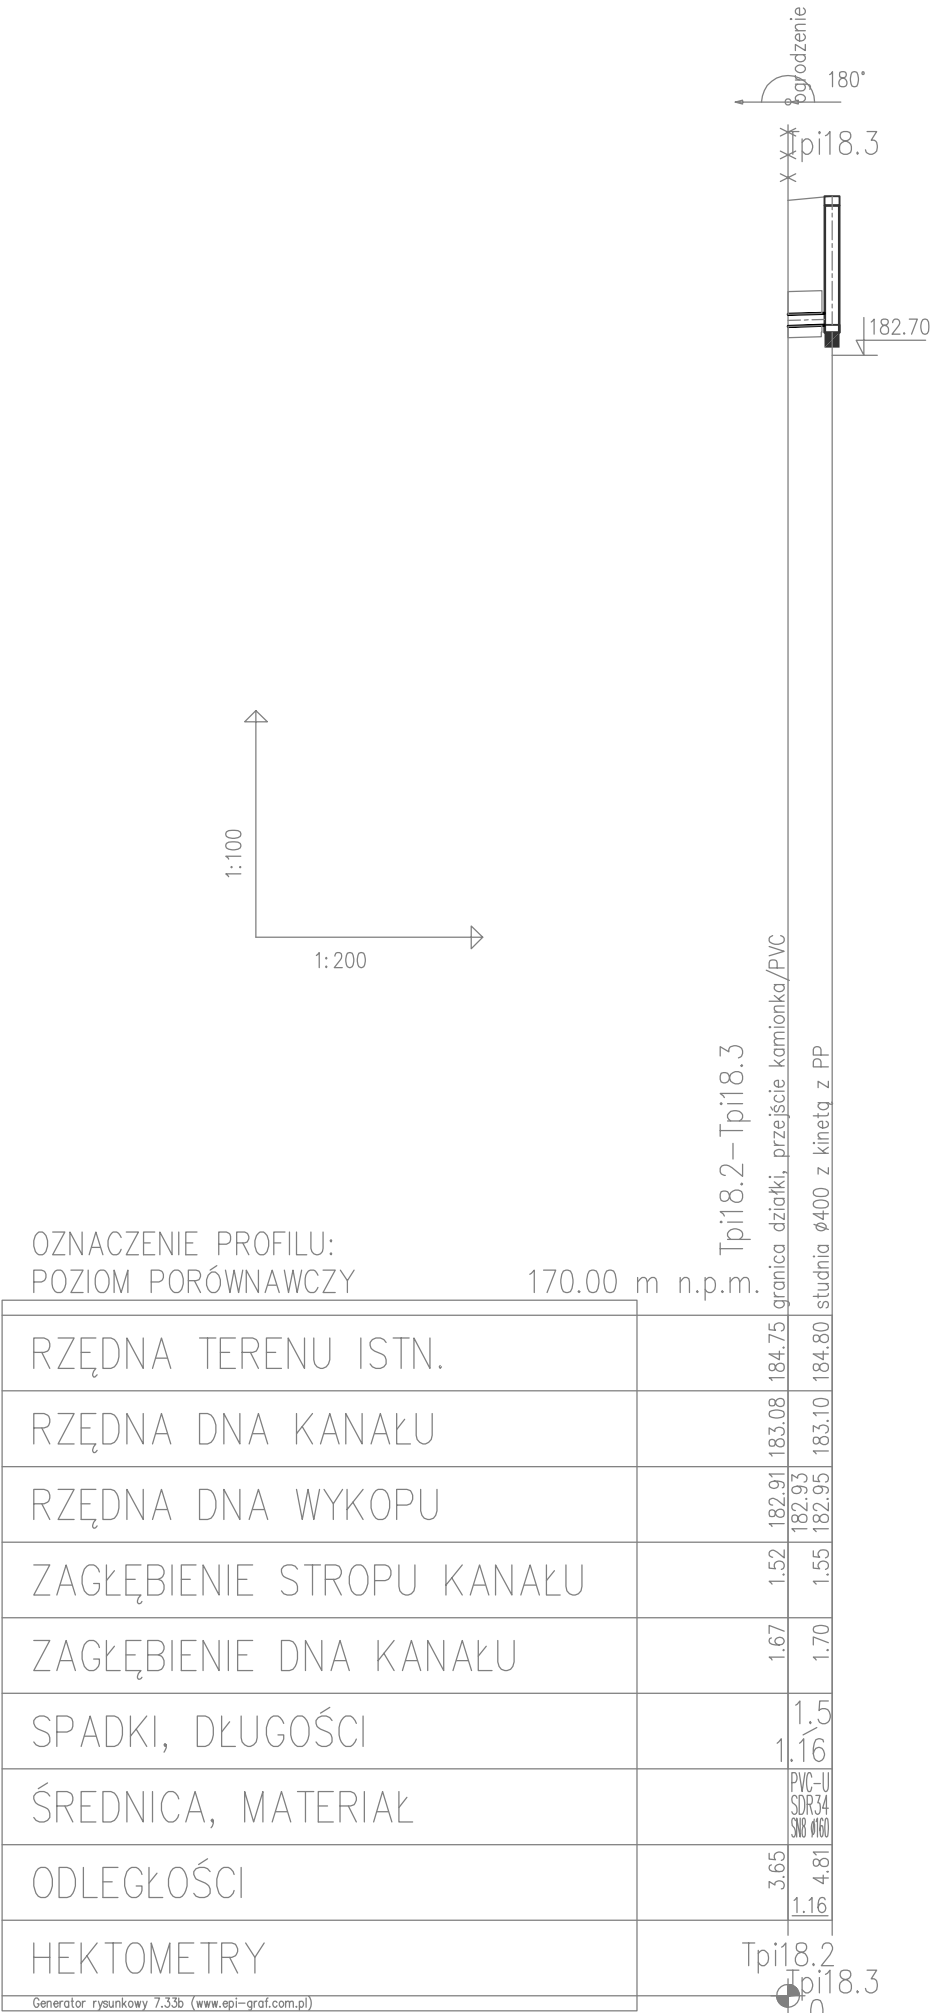 ogrodzenie
180°
Tpi18.3
182.70
1:100
1:200
Tpi18.2-Tpi18.3
granica działki, przejście kamionka/PVC
studnia ø400 z kinetą z PP
OZNACZENIE PROFILU:
POZIOM PORÓWNAWCZY 170.00 m n.p.m.
RZĘDNA TERENU ISTN. 184.75 184.80
RZĘDNA DNA KANAŁU 183.08 183.10
RZĘDNA DNA WYKOPU 182.91 182.93 182.95
ZAGŁĘBIENIE STROPU KANAŁU 1.52 1.55
ZAGŁĘBIENIE DNA KANAŁU 1.67 1.70
SPADKI, DŁUGOŚCI 1.5
1.16
ŚREDNICA, MATERIAŁ PVC-U
SDR34
SN8 ø160
ODLEGŁOŚCI 3.65 4.81
1.16
HEKTOMETRY Tpi18.2
Tpi18.3
Generator rysunkowy 7.33b (www.epi-graf.com.pl)
0